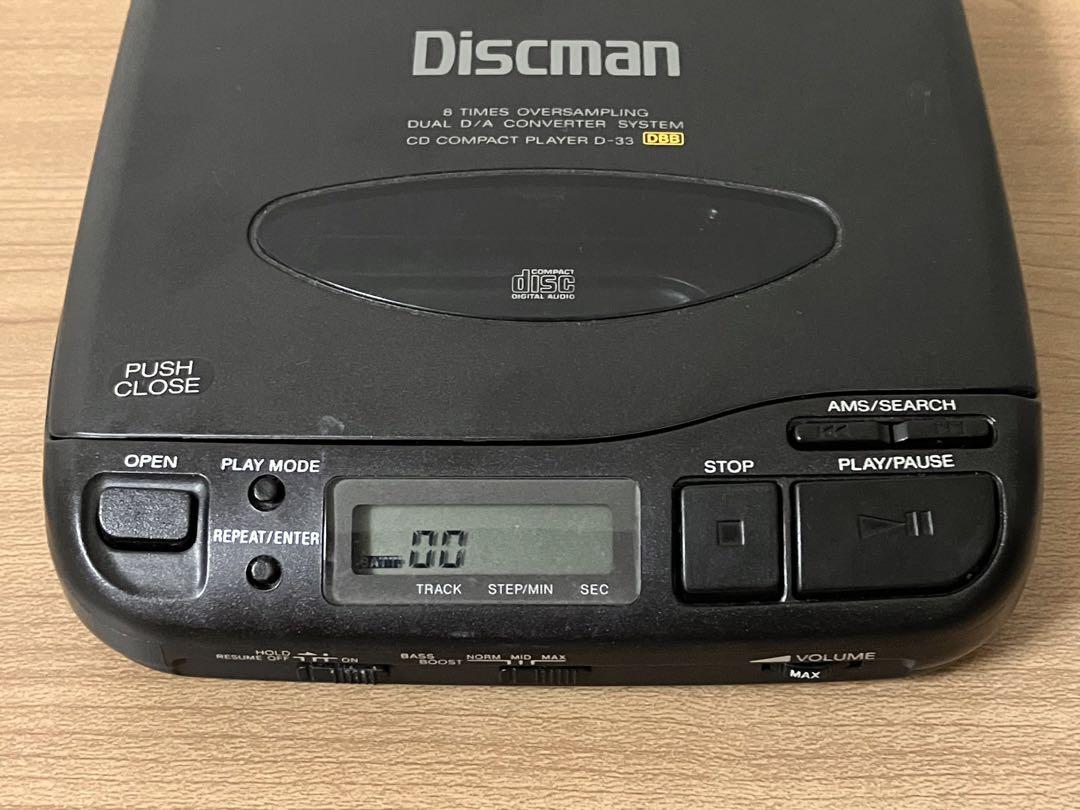 Discman
8 TIMES OVERSAMPLING
DUAL D/A CONVERTER SYSTEM
CD COMPACT PLAYER D-33 DBB
COMPACT
disc
DIGITAL AUDIO
PUSH
CLOSE
AMS/SEARCH
OPEN
PLAY MODE
STOP
PLAY/PAUSE
REPEAT/ENTER
BATT
00
TRACK STEP/MIN SEC
HOLD
RESUME OFF ON
BASS
BOOST
NORM MID MAX
VOLUME
MAX